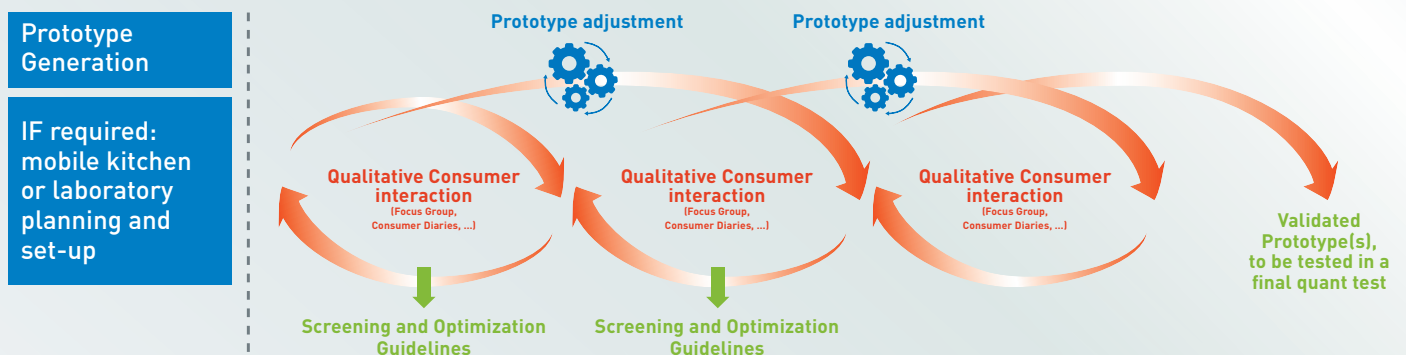 Prototype
Generation
IF required:
mobile kitchen
or laboratory
planning and
set-up
Prototype adjustment
Prototype adjustment
Qualitative Consumer
interaction
(Focus Group,
Consumer Diaries, ...)
Qualitative Consumer
interaction
(Focus Group,
Consumer Diaries, ...)
Qualitative Consumer
interaction
(Focus Group,
Consumer Diaries, ...)
Screening and Optimization
Guidelines
Screening and Optimization
Guidelines
Validated
Prototype(s),
to be tested in a
final quant test